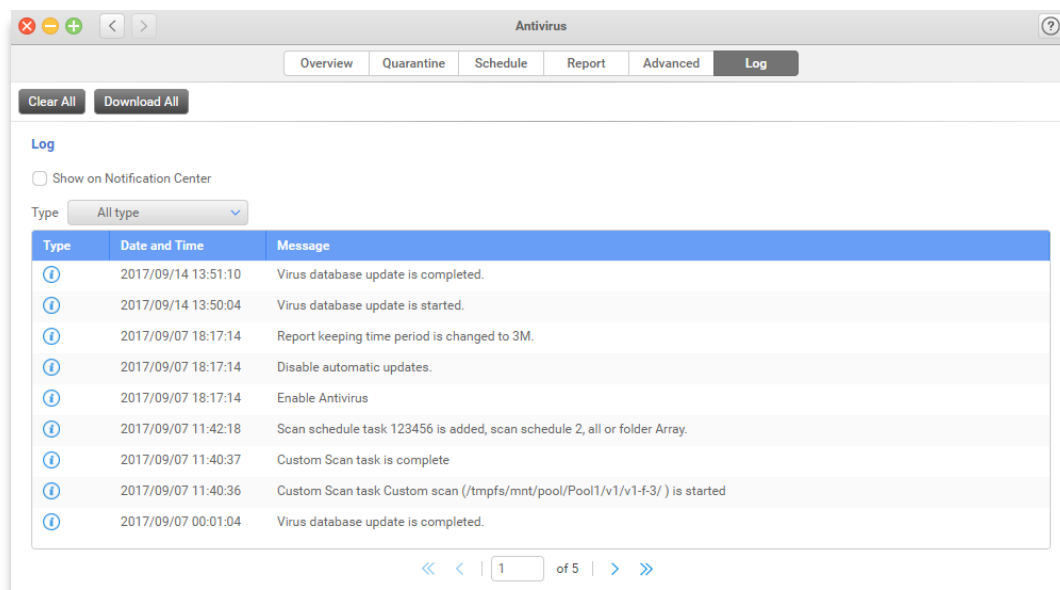 Antivirus
?
Overview Quarantine Schedule Report Advanced Log
Clear All Download All
Log
Show on Notification Center
Type All type
Type Date and Time Message
i 2017/09/14 13:51:10 Virus database update is completed.
i 2017/09/14 13:50:04 Virus database update is started.
i 2017/09/07 18:17:14 Report keeping time period is changed to 3M.
i 2017/09/07 18:17:14 Disable automatic updates.
i 2017/09/07 18:17:14 Enable Antivirus
i 2017/09/07 11:42:18 Scan schedule task 123456 is added, scan schedule 2, all or folder Array.
i 2017/09/07 11:40:37 Custom Scan task is complete
i 2017/09/07 11:40:36 Custom Scan task Custom scan (/tmpfs/mnt/pool/Pool1/v1/v1-f-3/ ) is started
i 2017/09/07 00:01:04 Virus database update is completed.
1 of 5